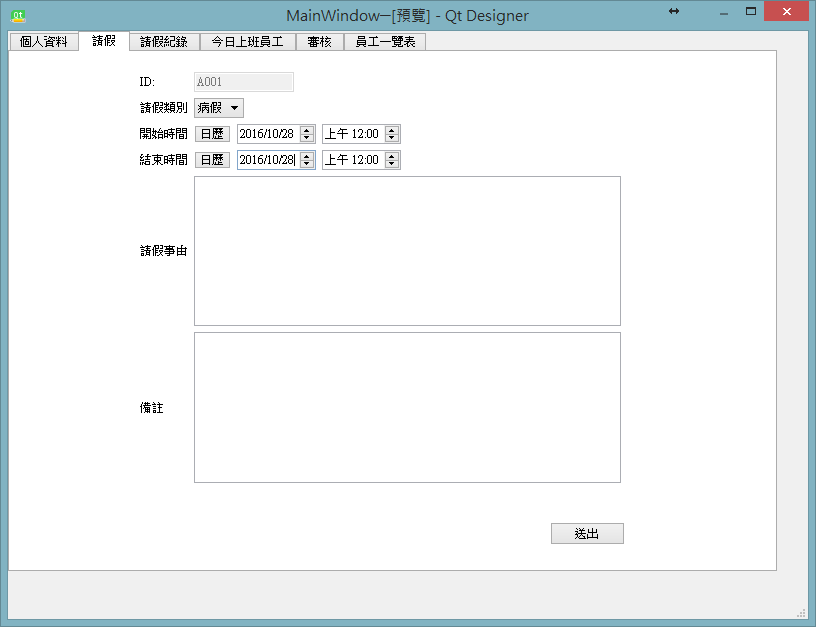 Qt
MainWindow─[預覽] - Qt Designer
個人資料 請假 請假紀錄 今日上班員工 審核 員工一覽表
ID: A001
請假類別 病假
開始時間 日歷 2016/10/28 上午 12:00
結束時間 日歷 2016/10/28 上午 12:00
請假事由
備註
送出